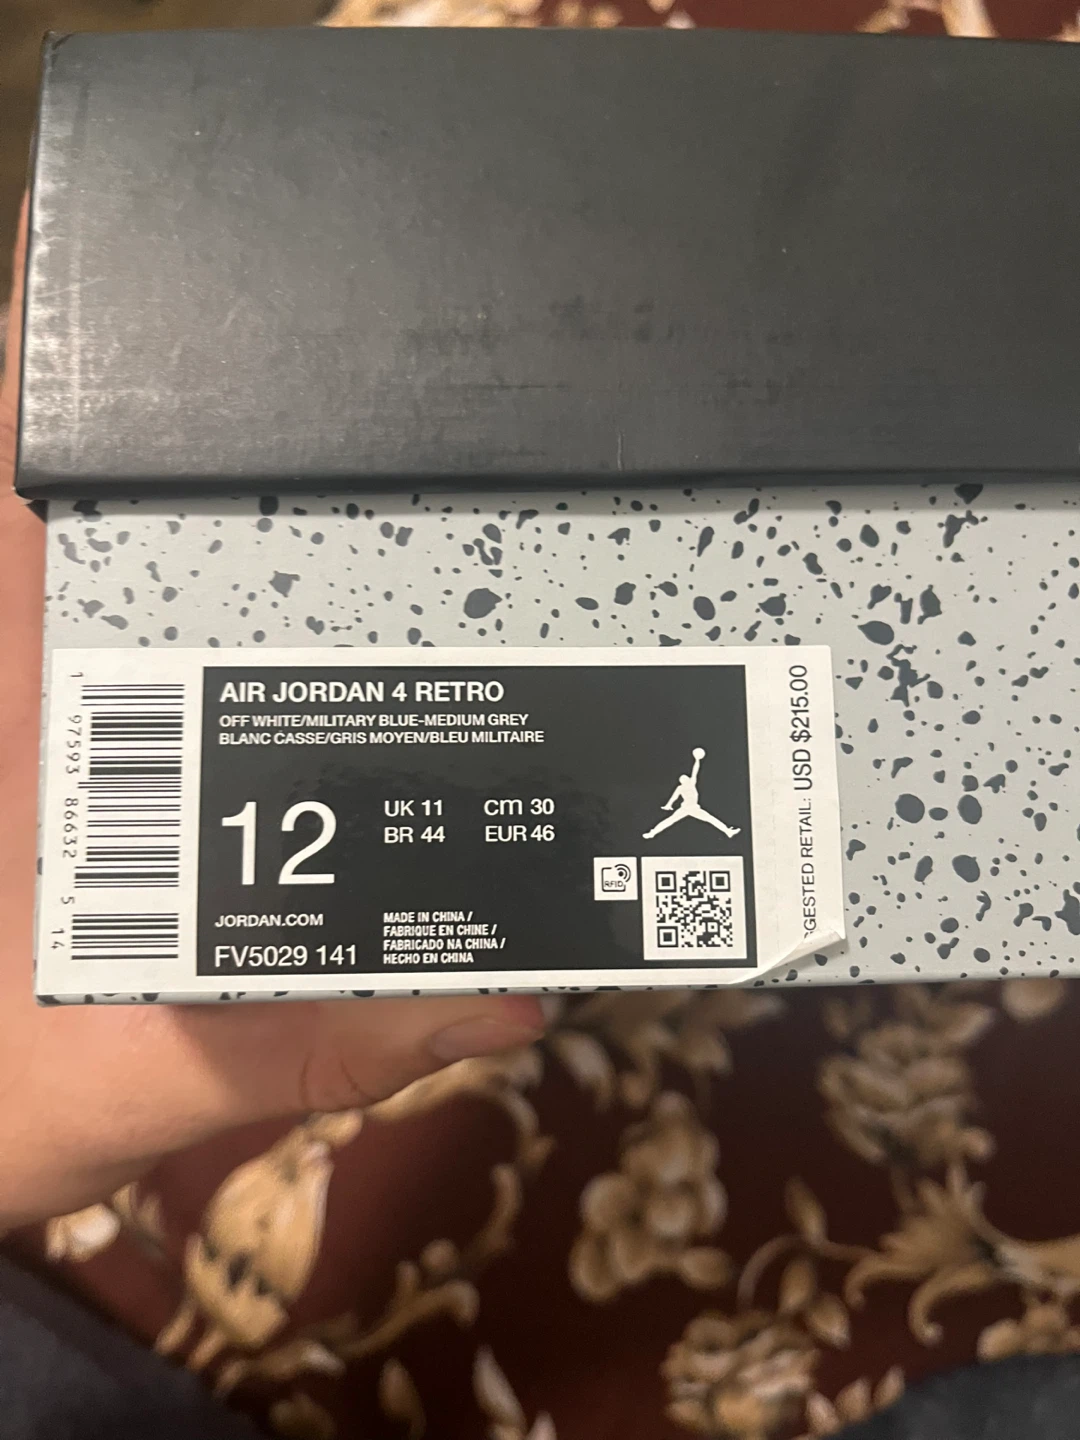 AIR JORDAN 4 RETRO
OFF WHITE/MILITARY BLUE-MEDIUM GREY
BLANC CASSE/GRIS MOYEN/BLEU MILITAIRE
12
UK 11 cm 30
BR 44 EUR 46
RFID
JORDAN.COM
FV5029 141
MADE IN CHINA /
FABRIQUE EN CHINE /
FABRICADO NA CHINA /
HECHO EN CHINA
1 97593 86632 5 14
GESTED RETAIL: USD $215.00